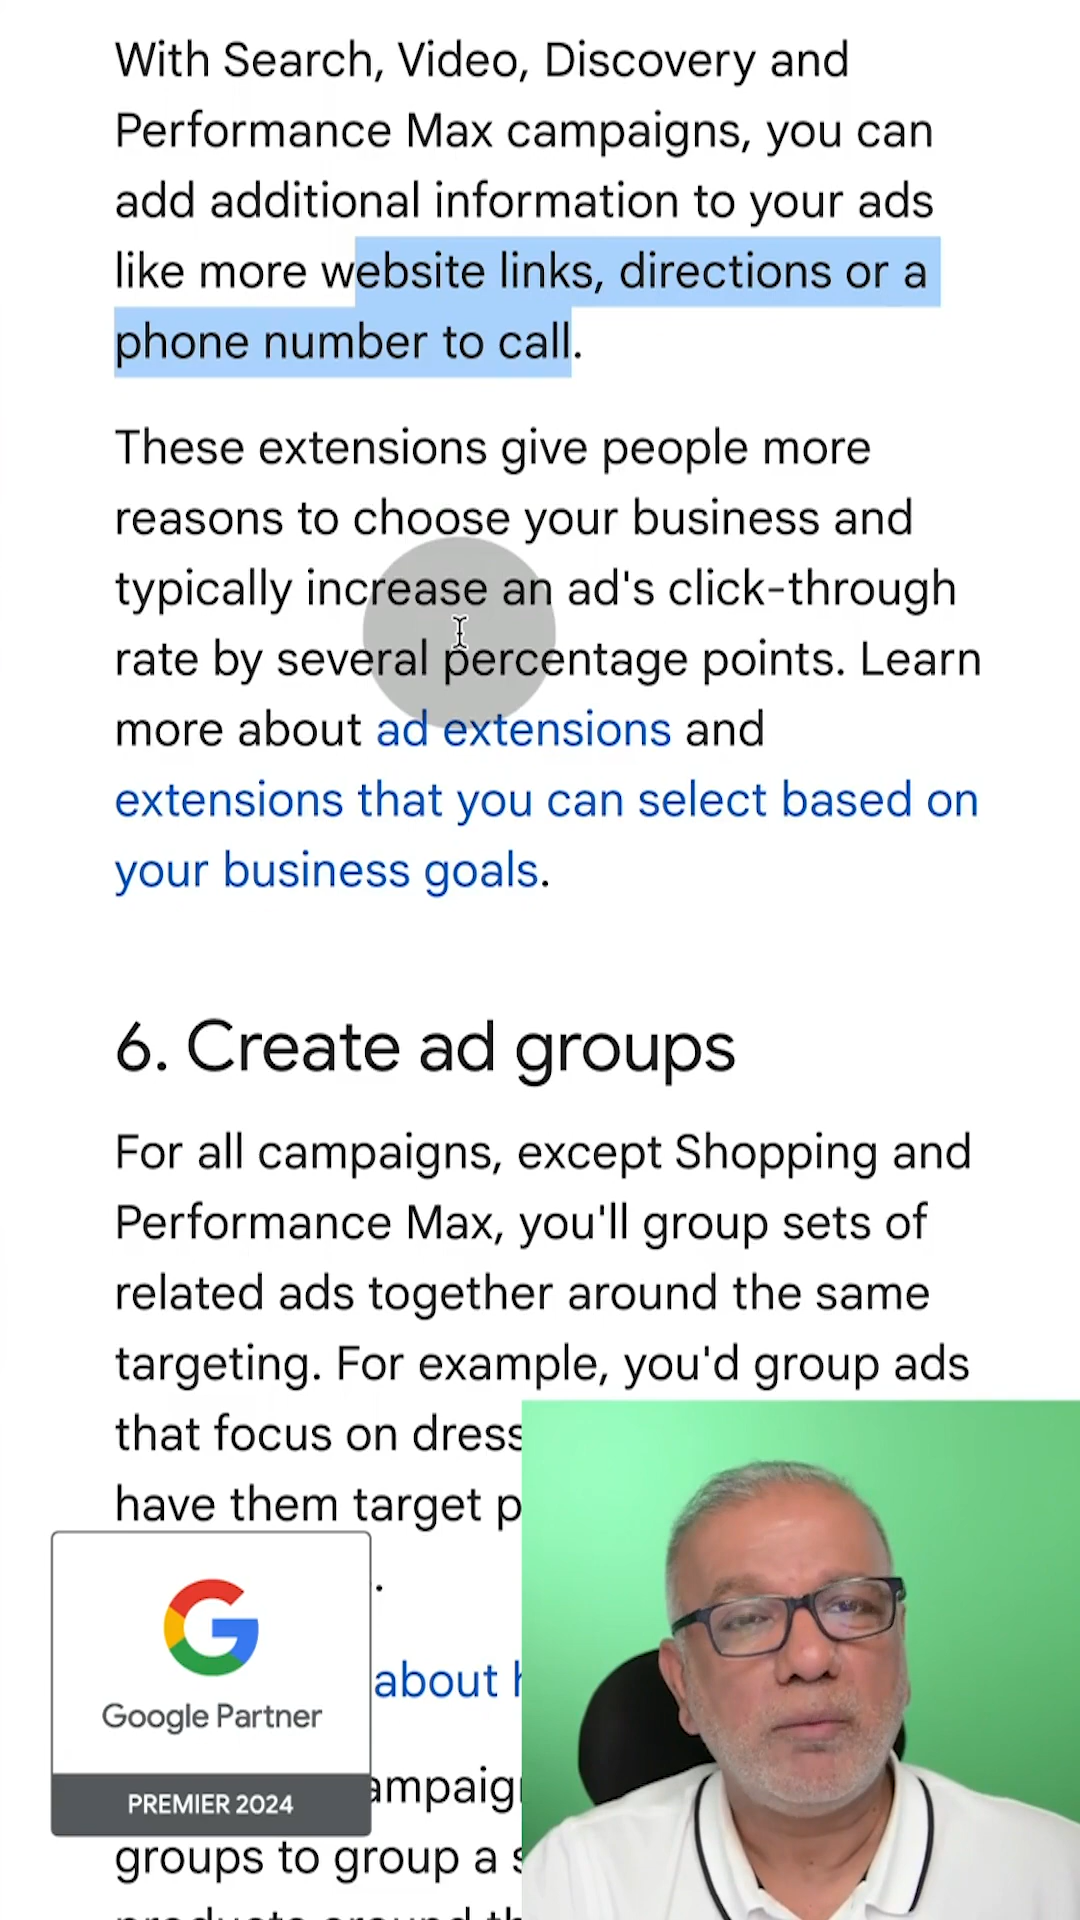 With Search, Video, Discovery and
Performance Max campaigns, you can
add additional information to your ads
like more website links, directions or a
phone number to call.
These extensions give people more
reasons to choose your business and
typically increase an ad's click-through
rate by several percentage points. Learn
more about ad extensions and
extensions that you can select based on
your business goals.
6. Create ad groups
For all campaigns, except Shopping and
Performance Max, you'll group sets of
related ads together around the same
targeting. For example, you'd group ads
that focus on dress
have them target p
.
about h
ampaig
groups to group a s
Google Partner
PREMIER 2024